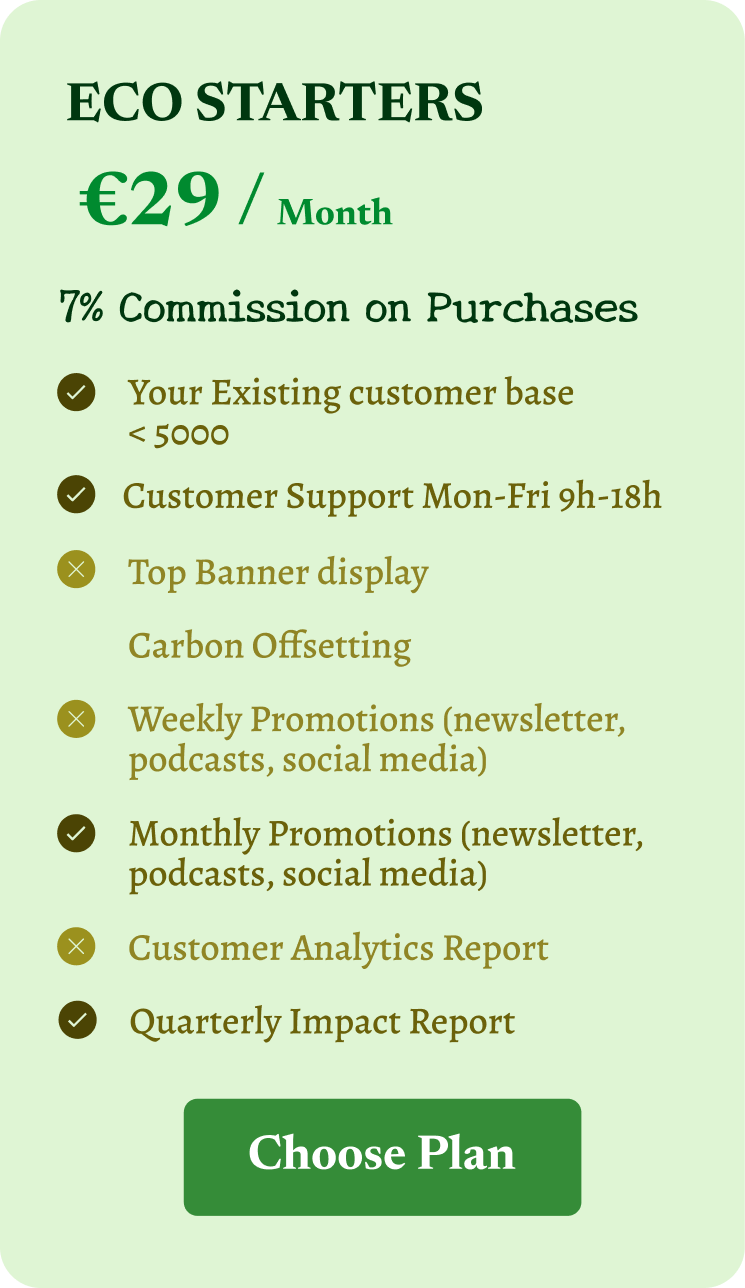 ECO STARTERS
€29 / Month
7% Commission on Purchases
Your Existing customer base
< 5000
Customer Support Mon-Fri 9h-18h
Top Banner display
Carbon Offsetting
Weekly Promotions (newsletter,
podcasts, social media)
Monthly Promotions (newsletter,
podcasts, social media)
Customer Analytics Report
Quarterly Impact Report
Choose Plan